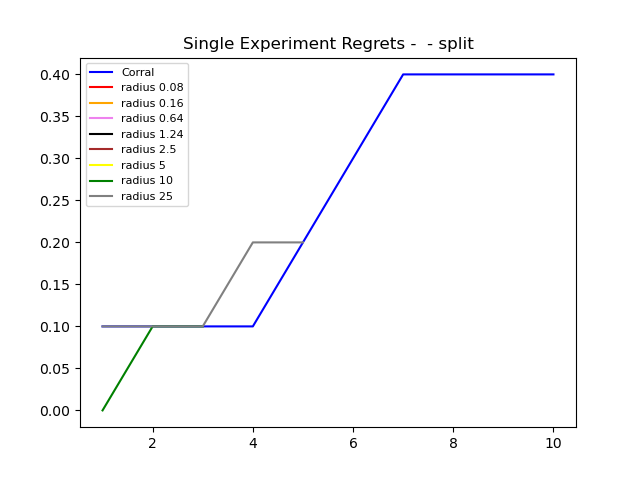 Single Experiment Regrets -  - split
Corral
radius 0.08
radius 0.16
radius 0.64
radius 1.24
radius 2.5
radius 5
radius 10
radius 25
0.40
0.35
0.30
0.25
0.20
0.15
0.10
0.05
0.00
2 4 6 8 10